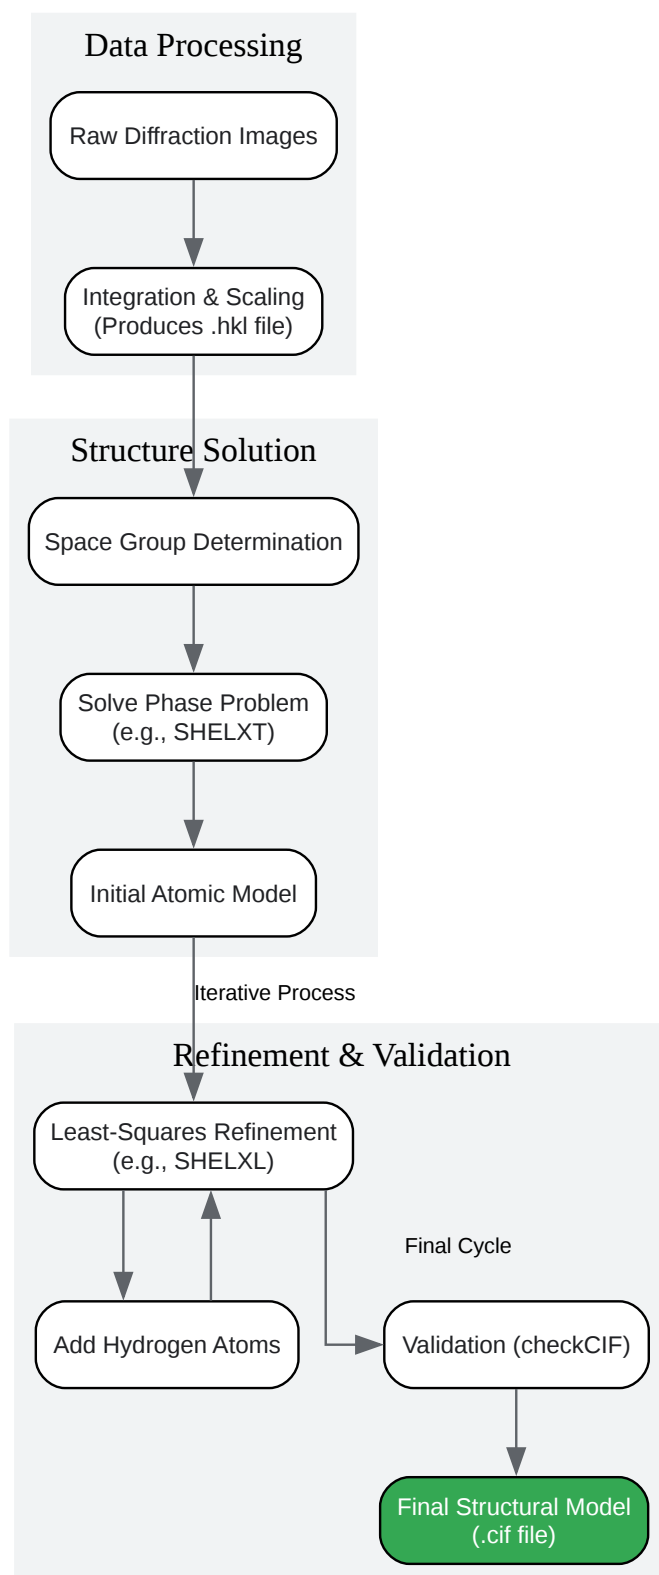 Data Processing
Raw Diffraction Images
Integration & Scaling
(Produces .hkl file)
Structure Solution
Space Group Determination
Solve Phase Problem
(e.g., SHELXT)
Initial Atomic Model
Iterative Process
Refinement & Validation
Least-Squares Refinement
(e.g., SHELXL)
Final Cycle
Add Hydrogen Atoms
Validation (checkCIF)
Final Structural Model
(.cif file)